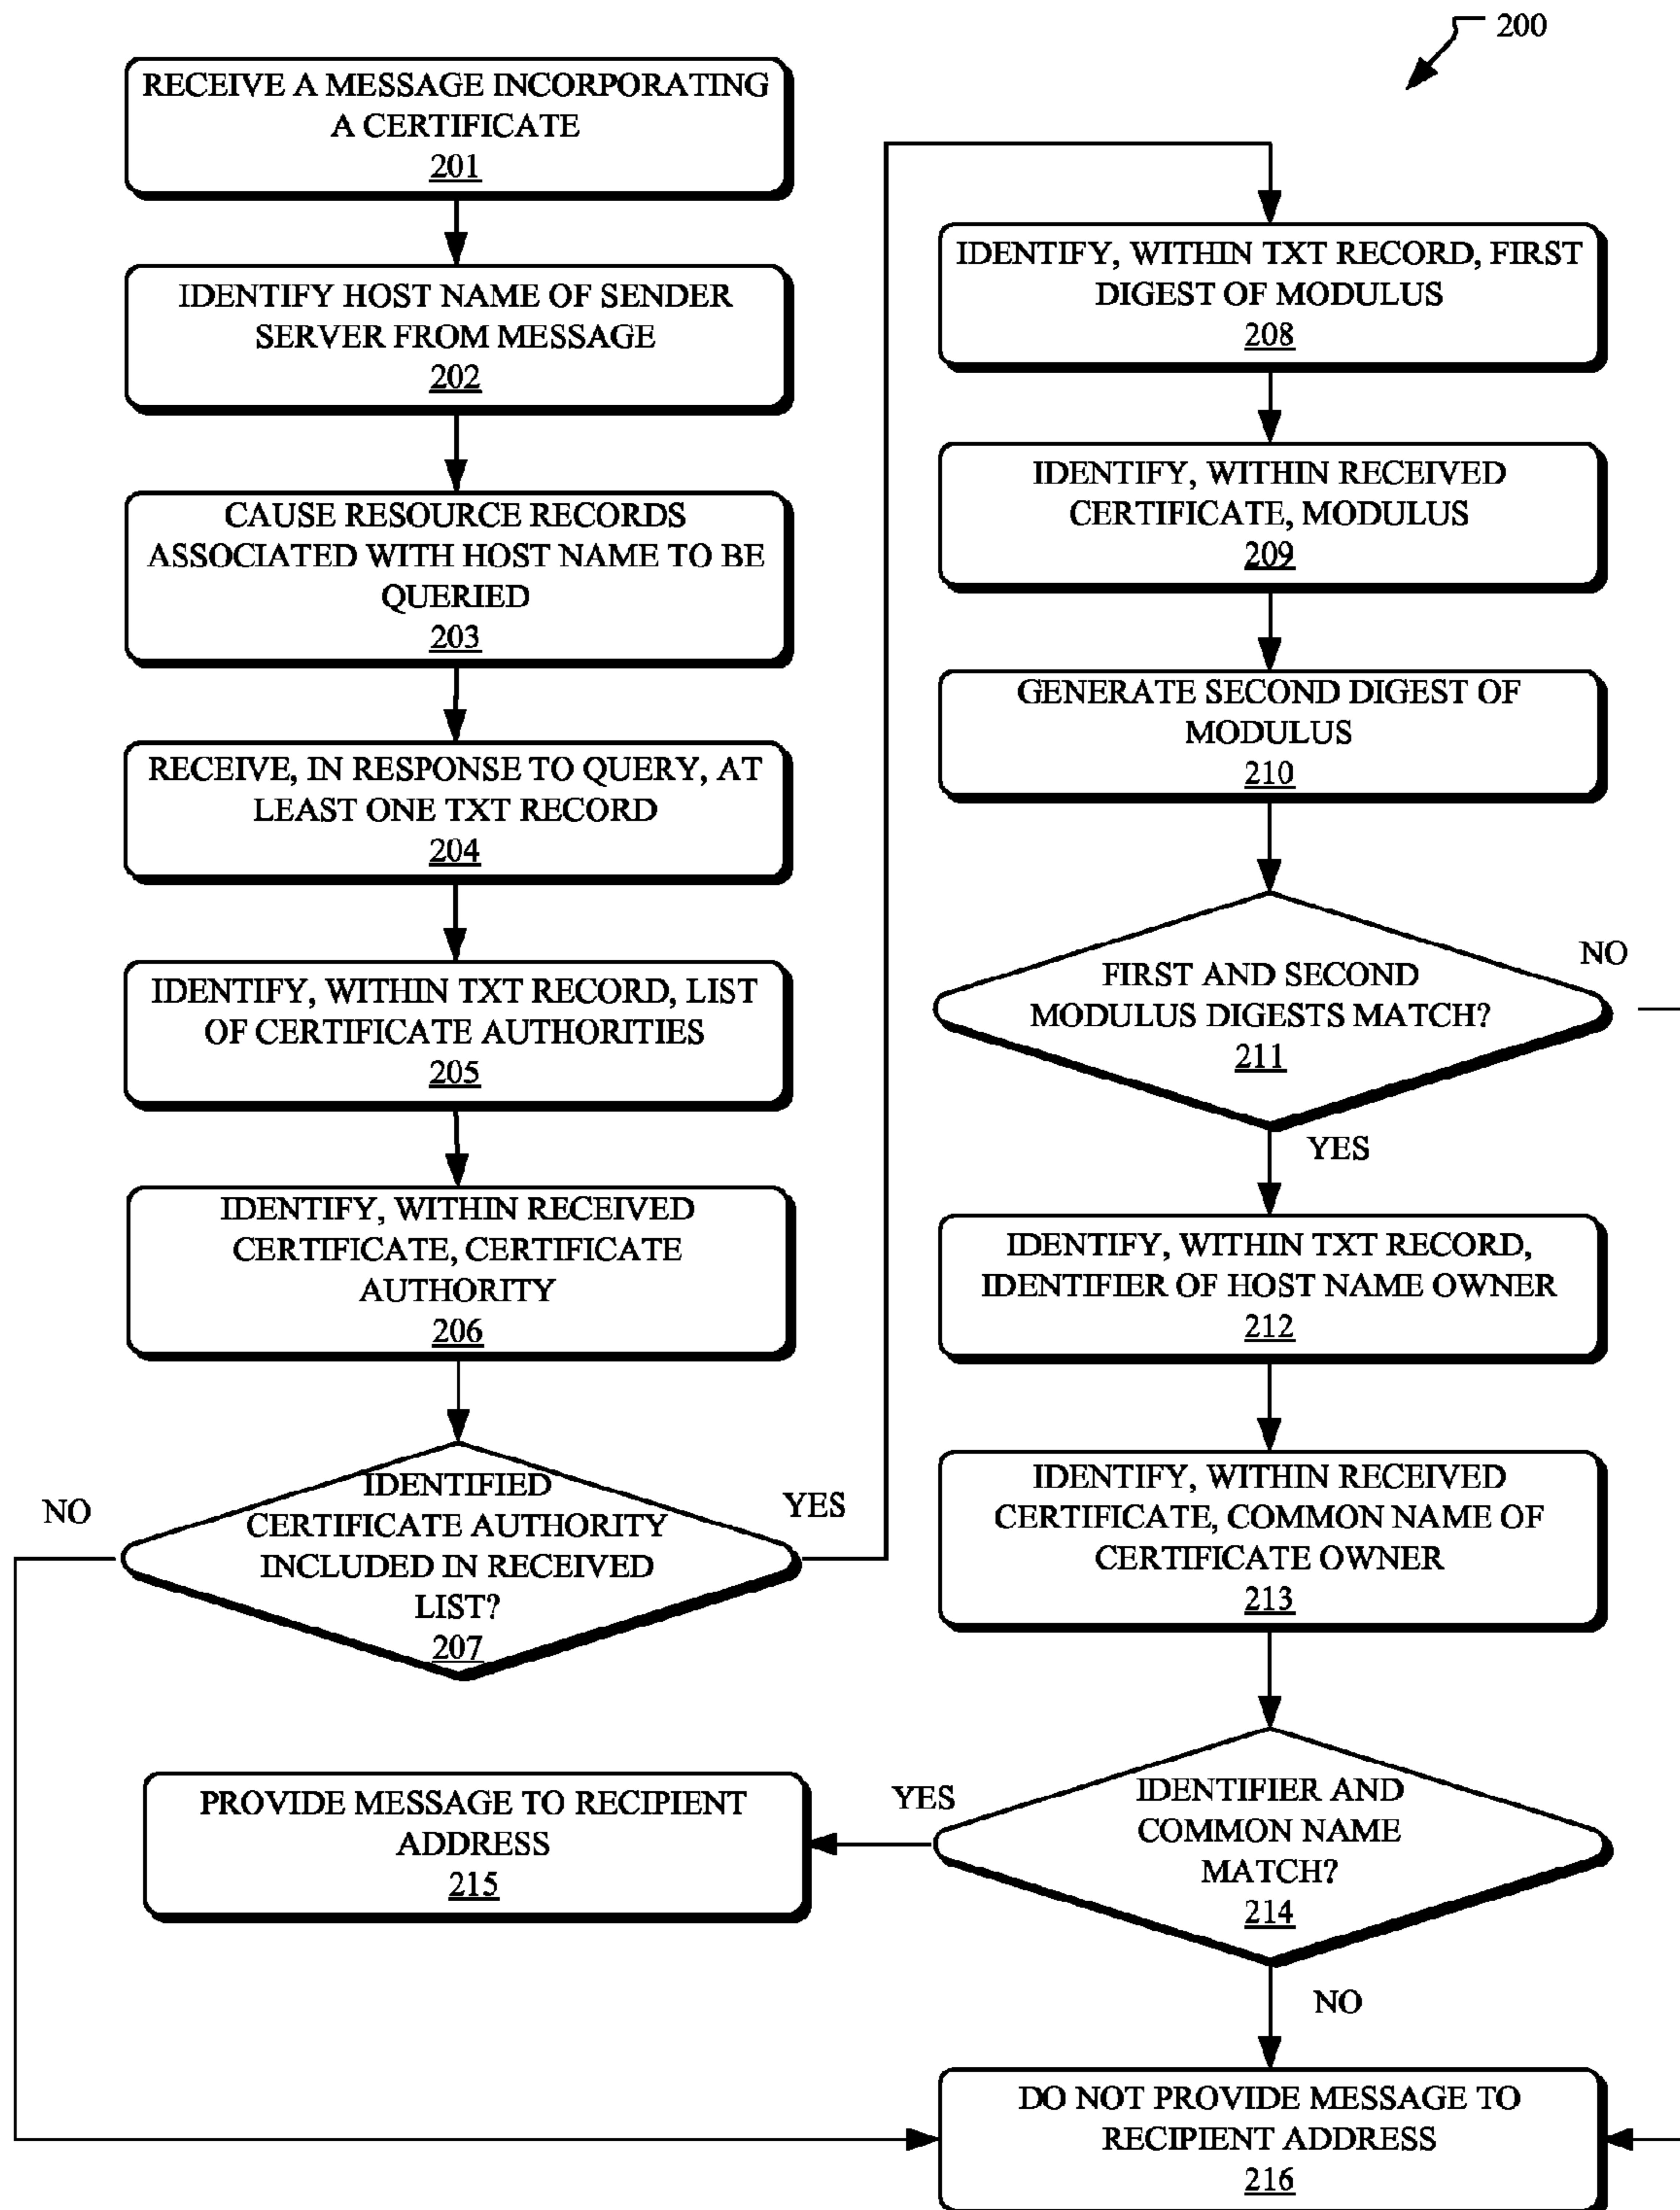 200
RECEIVE A MESSAGE INCORPORATING
A CERTIFICATE
201
IDENTIFY HOST NAME OF SENDER
SERVER FROM MESSAGE
202
CAUSE RESOURCE RECORDS
ASSOCIATED WITH HOST NAME TO BE
QUERIED
203
RECEIVE, IN RESPONSE TO QUERY, AT
LEAST ONE TXT RECORD
204
IDENTIFY, WITHIN TXT RECORD, LIST
OF CERTIFICATE AUTHORITIES
205
IDENTIFY, WITHIN RECEIVED
CERTIFICATE, CERTIFICATE
AUTHORITY
206
IDENTIFIED
CERTIFICATE AUTHORITY
INCLUDED IN RECEIVED
LIST?
207
NO
YES
IDENTIFY, WITHIN TXT RECORD, FIRST
DIGEST OF MODULUS
208
IDENTIFY, WITHIN RECEIVED
CERTIFICATE, MODULUS
209
GENERATE SECOND DIGEST OF
MODULUS
210
FIRST AND SECOND
MODULUS DIGESTS MATCH?
211
NO
YES
IDENTIFY, WITHIN TXT RECORD,
IDENTIFIER OF HOST NAME OWNER
212
IDENTIFY, WITHIN RECEIVED
CERTIFICATE, COMMON NAME OF
CERTIFICATE OWNER
213
IDENTIFIER AND
COMMON NAME
MATCH?
214
YES
NO
PROVIDE MESSAGE TO RECIPIENT
ADDRESS
215
DO NOT PROVIDE MESSAGE TO
RECIPIENT ADDRESS
216